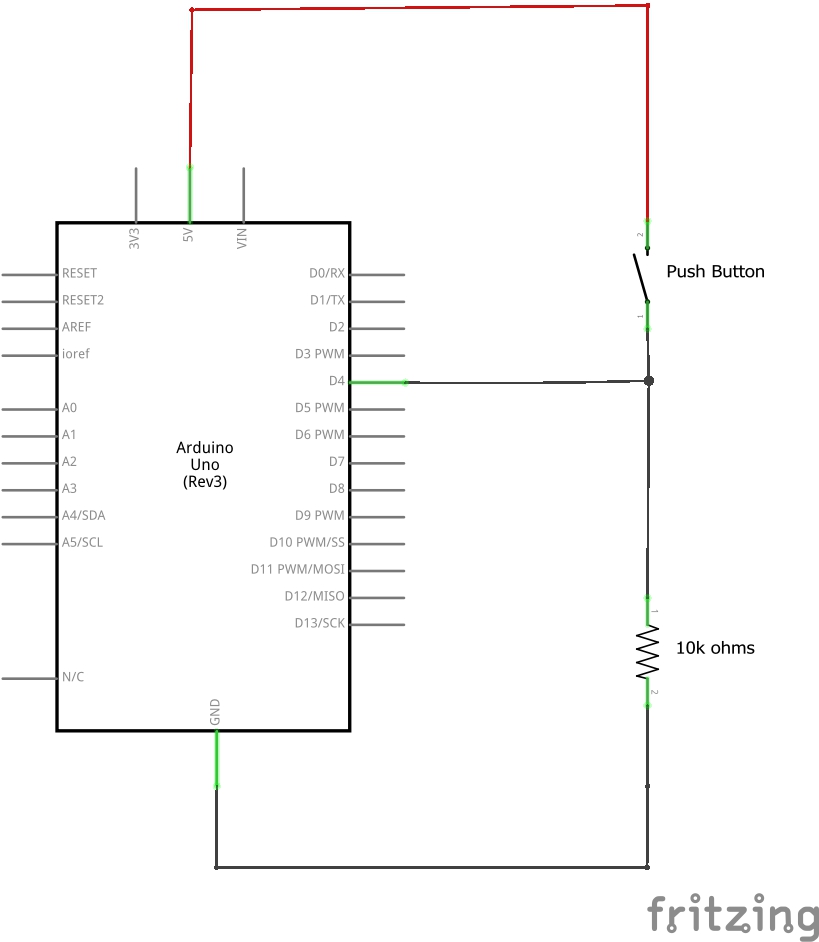 3V3
5V
VIN
2
Push Button
1
RESET
D0/RX
RESET2
D1/TX
AREF
D2
ioref
D3 PWM
D4
A0
D5 PWM
A1
D6 PWM
Arduino
Uno
(Rev3)
A2
D7
A3
D8
A4/SDA
D9 PWM
A5/SCL
D10 PWM/SS
D11 PWM/MOSI
D12/MISO
D13/SCK
1
10k ohms
2
N/C
GND
fritzing